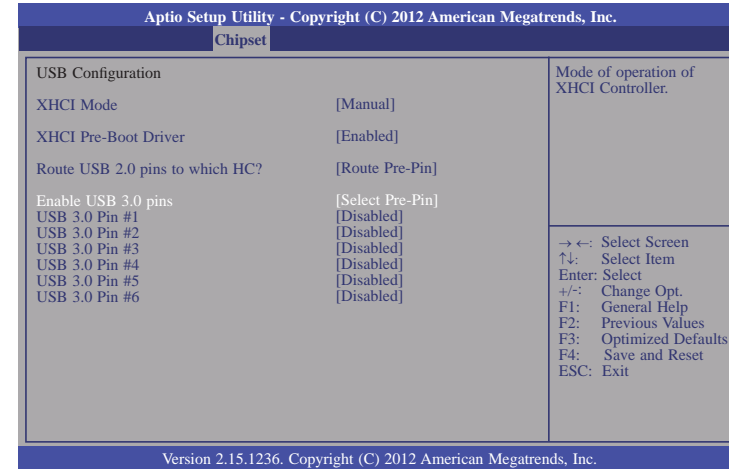 Aptio Setup Utility - Copyright (C) 2012 American Megatrends, Inc.
Chipset
USB Configuration
XHCI Mode [Manual]
XHCI Pre-Boot Driver [Enabled]
Route USB 2.0 pins to which HC? [Route Pre-Pin]
Enable USB 3.0 pins [Select Pre-Pin]
USB 3.0 Pin #1 [Disabled]
USB 3.0 Pin #2 [Disabled]
USB 3.0 Pin #3 [Disabled]
USB 3.0 Pin #4 [Disabled]
USB 3.0 Pin #5 [Disabled]
USB 3.0 Pin #6 [Disabled]
Mode of operation of
XHCI Controller.
→ ←: Select Screen
↑↓: Select Item
Enter: Select
+/-: Change Opt.
F1: General Help
F2: Previous Values
F3: Optimized Defaults
F4: Save and Reset
ESC: Exit
Version 2.15.1236. Copyright (C) 2012 American Megatrends, Inc.